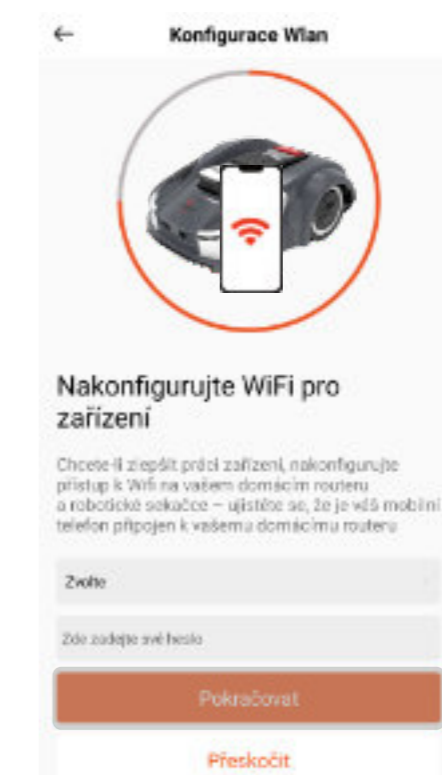 Konfigurace Wlan
Nakonfigurujte WiFi pro
zařízení
Chcete-li zlepšit práci zařízení, nakonfigurujte
přístup k Wifi na vašem domácím routeru
a robotické sekačce – ujistěte se, že je váš mobilní
telefon připojen k vašemu domácímu routeru
Zvolte
Zde zadejte své heslo
Pokračovat
Přeskočit